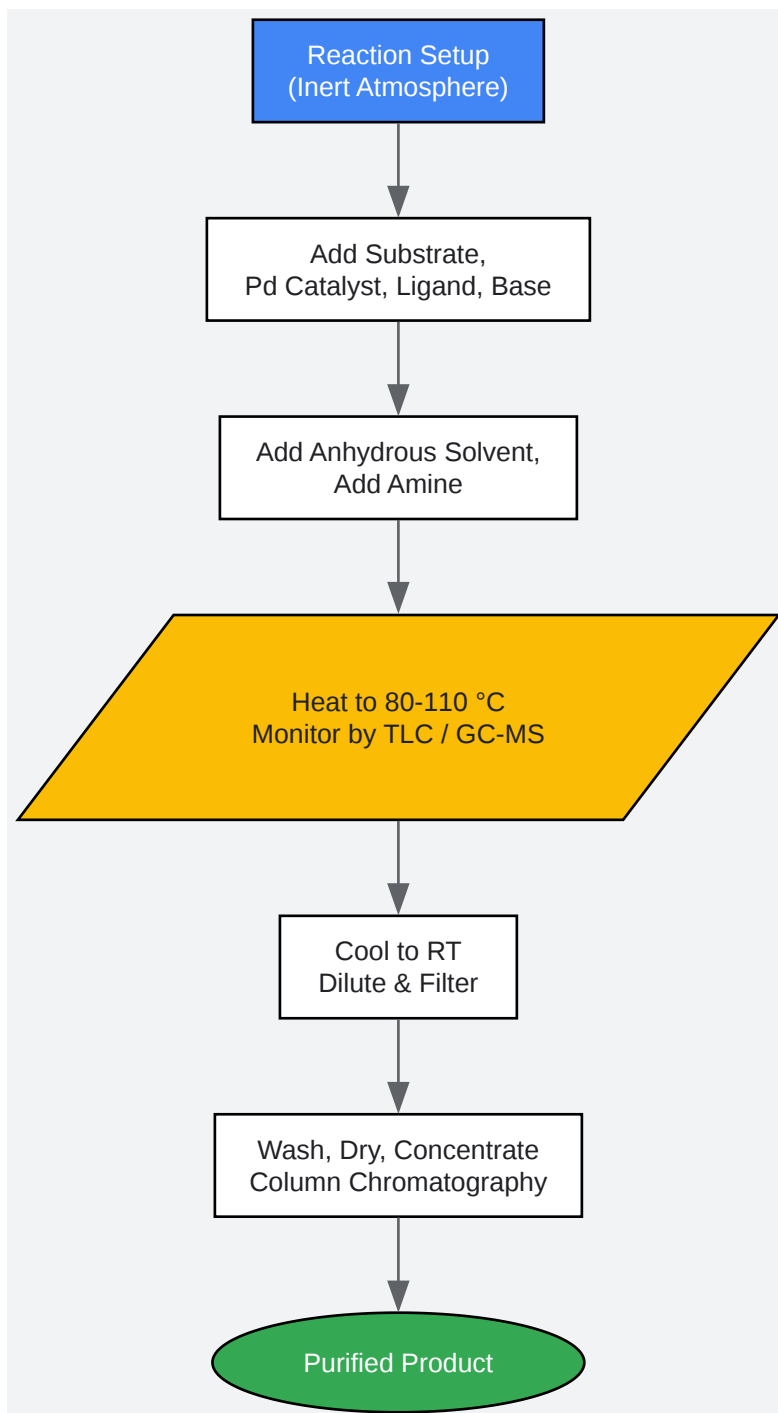 Reaction Setup
(Inert Atmosphere)
Add Substrate,
Pd Catalyst, Ligand, Base
Add Anhydrous Solvent,
Add Amine
Heat to 80-110 °C
Monitor by TLC / GC-MS
Cool to RT
Dilute & Filter
Wash, Dry, Concentrate
Column Chromatography
Purified Product